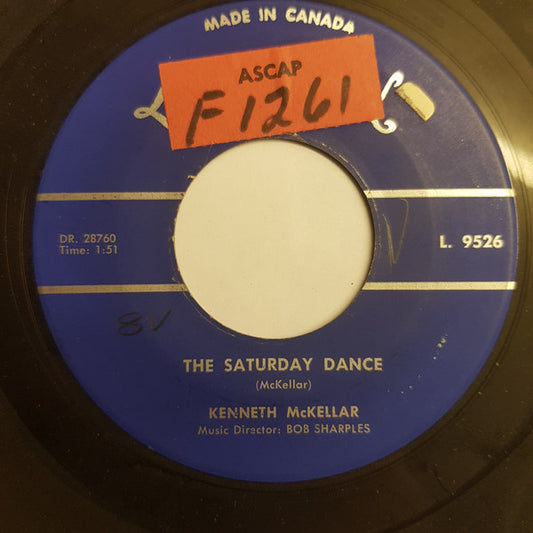 MADE IN CANADA
ASCAP
F1261
DR. 28760
Time: 1:51
L. 9526
THE SATURDAY DANCE
(McKellar)
KENNETH McKELLAR
Music Director: BOB SHARPLES